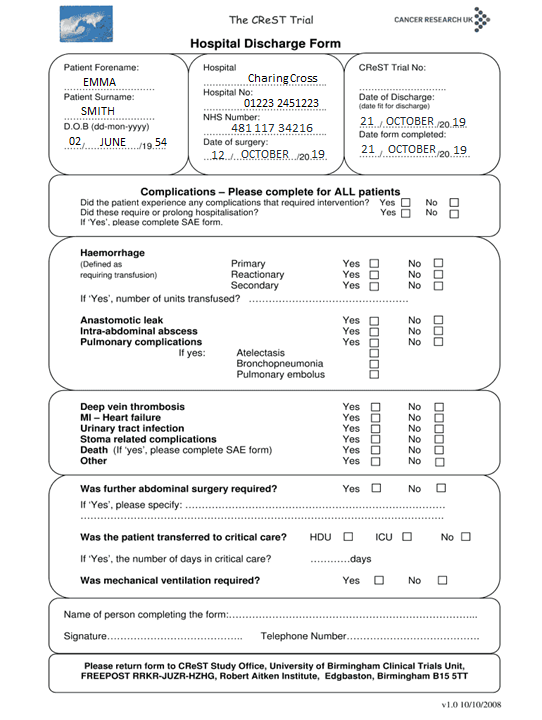 The CReST Trial
CANCER RESEARCH UK
Hospital Discharge Form
Patient Forename:
EMMA
Patient Surname:
SMITH
D.O.B (dd-mon-yyyy)
02/ JUNE /19 54
Hospital
CharingCross
Hospital No:
01223 2451223
NHS Number:
481 117 34216
Date of surgery:
12 / OCTOBER /20 19
CReST Trial No:
Date of Discharge:
(date fit for discharge)
21 / OCTOBER /20 19
Date form completed:
21 / OCTOBER /20 19
Complications – Please complete for ALL patients
Did the patient experience any complications that required intervention? Yes □ No □
Did these require or prolong hospitalisation? Yes □ No □
If ‘Yes’, please complete SAE form.
Haemorrhage
(Defined as Primary Yes □ No □
requiring transfusion) Reactionary Yes □ No □
Secondary Yes □ No □
If ‘Yes’, number of units transfused? ……………………………………
Anastomotic leak Yes □ No □
Intra-abdominal abscess Yes □ No □
Pulmonary complications Yes □ No □
If yes: Atelectasis □
Bronchopneumonia □
Pulmonary embolus □
Deep vein thrombosis Yes □ No □
MI – Heart failure Yes □ No □
Urinary tract infection Yes □ No □
Stoma related complications Yes □ No □
Death (If ‘yes’, please complete SAE form) Yes □ No □
Other Yes □ No □
Was further abdominal surgery required? Yes □ No □
If ‘Yes’, please specify: ……………………………………………………………
……………………………………………………………………………………
Was the patient transferred to critical care? HDU □ ICU □ No □
If ‘Yes’, the number of days in critical care? …………days
Was mechanical ventilation required? Yes □ No □
Name of person completing the form:…………………………………………………………...
Signature…………………………………….. Telephone Number………………………………
Please return form to CReST Study Office, University of Birmingham Clinical Trials Unit,
FREEPOST RRKR-JUZR-HZHG, Robert Aitken Institute, Edgbaston, Birmingham B15 5TT
v1.0 10/10/2008